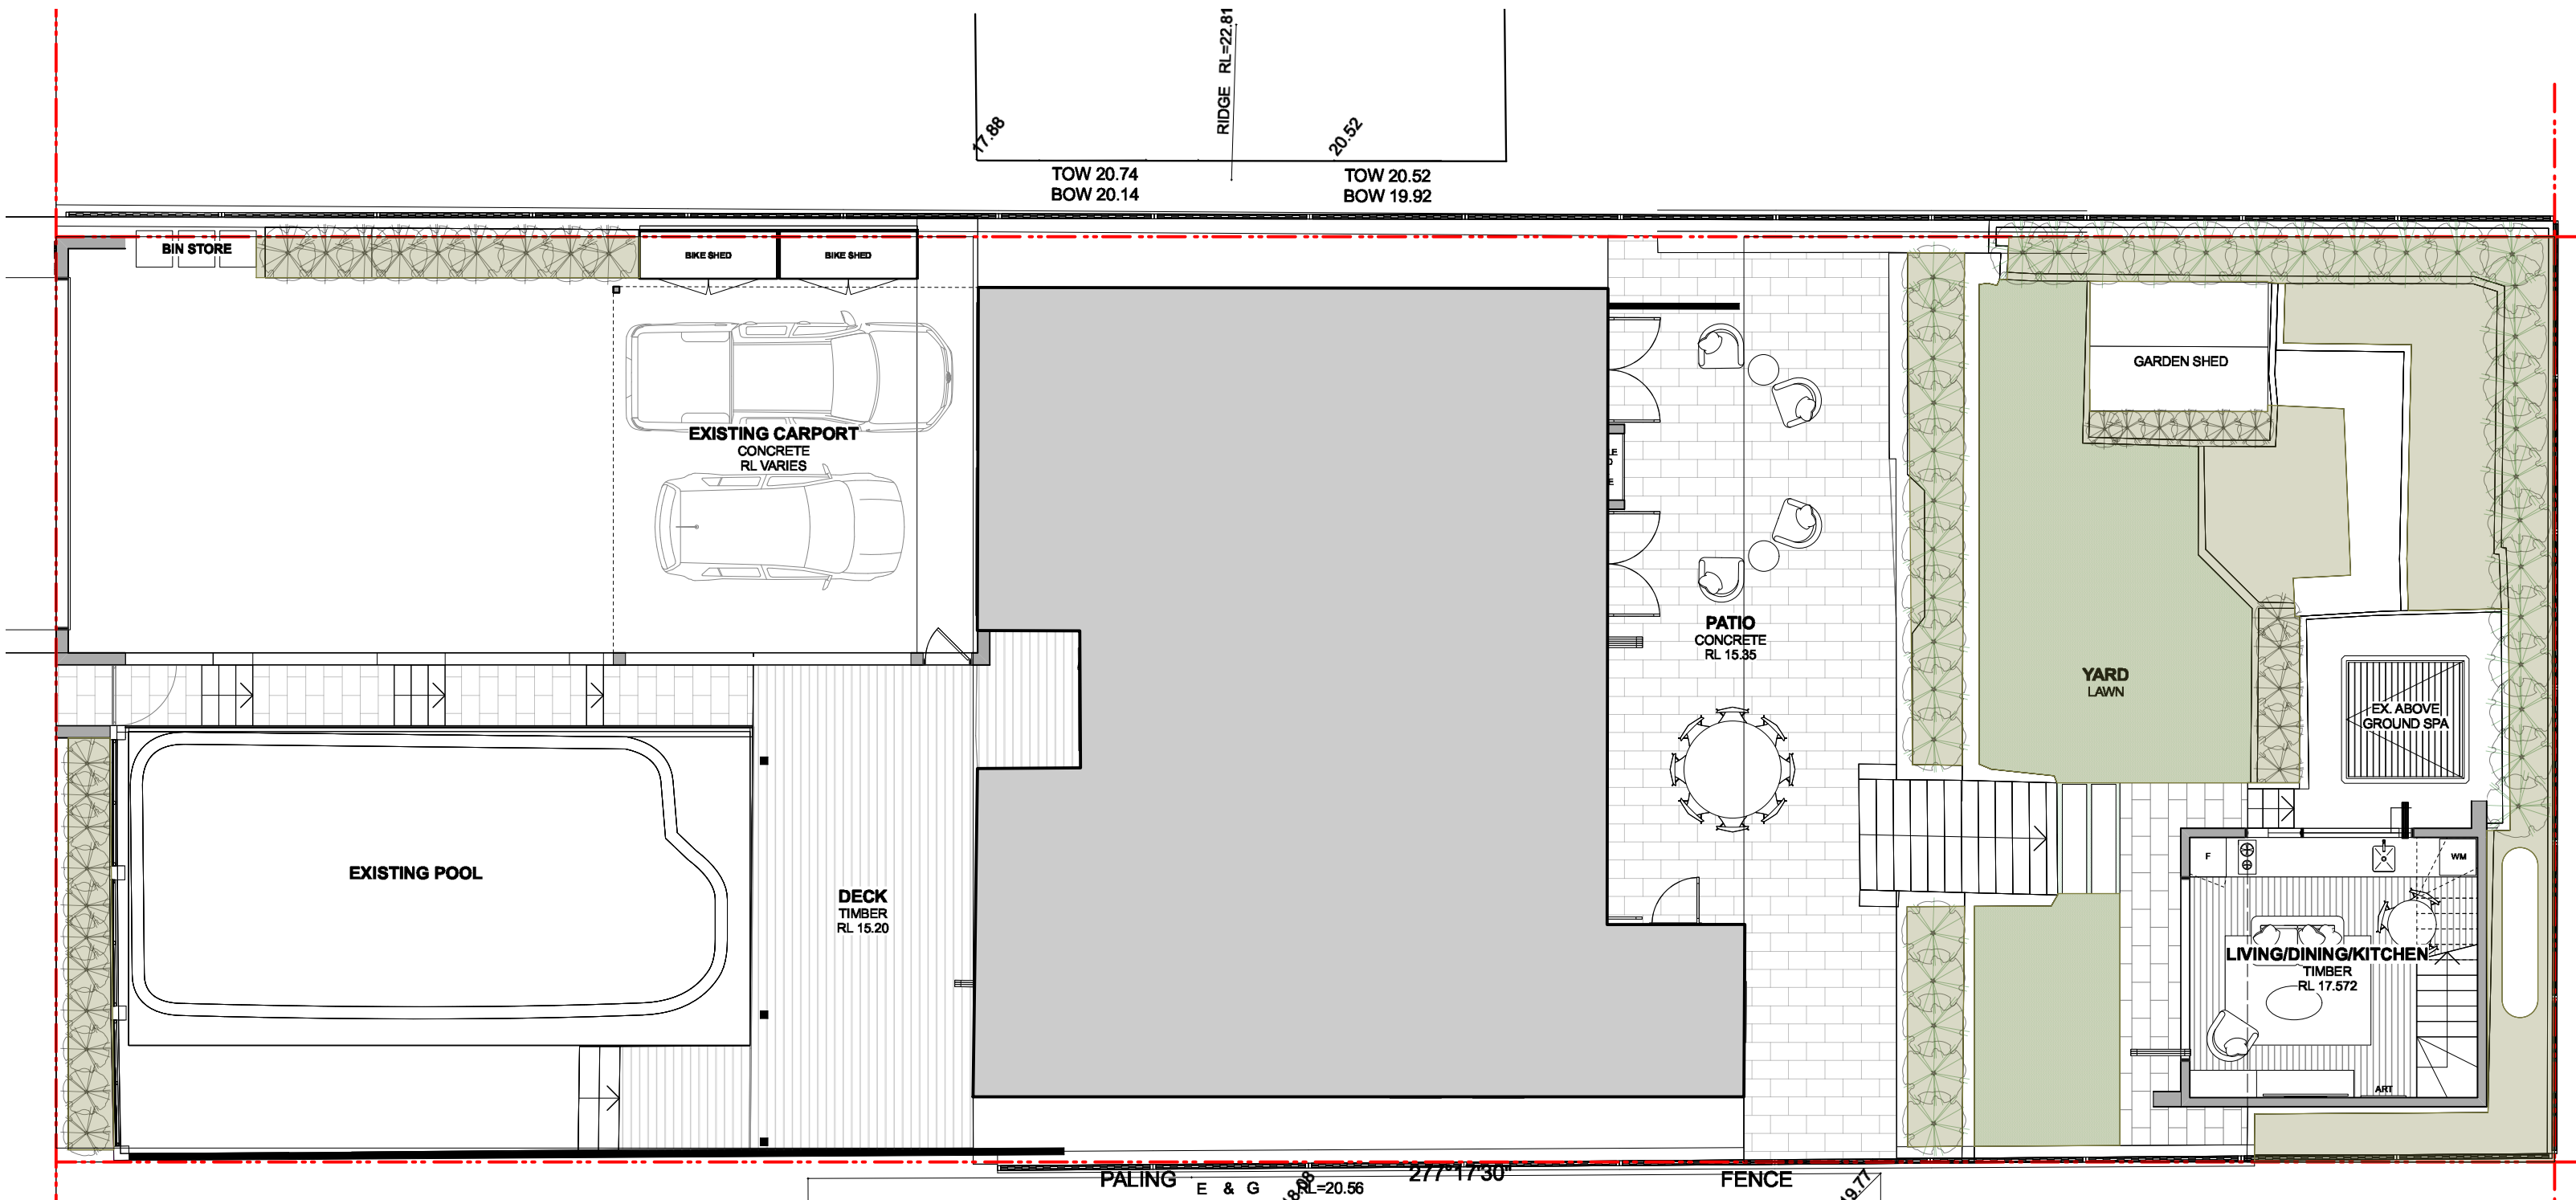 RIDGE RL=22.81
17.88
20.52
TOW 20.74
BOW 20.14
TOW 20.52
BOW 19.92
BIN STORE
BIKE SHED
BIKE SHED
GARDEN SHED
EXISTING CARPORT
CONCRETE
RL VARIES
PATIO
CONCRETE
RL 15.35
YARD
LAWN
EX. ABOVE
GROUND SPA
EXISTING POOL
DECK
TIMBER
RL 15.20
F
WM
LIVING/DINING/KITCHEN
TIMBER
RL 17.572
ART
PALING
E & G
RL=20.56
277°17'30"
FENCE
19.77